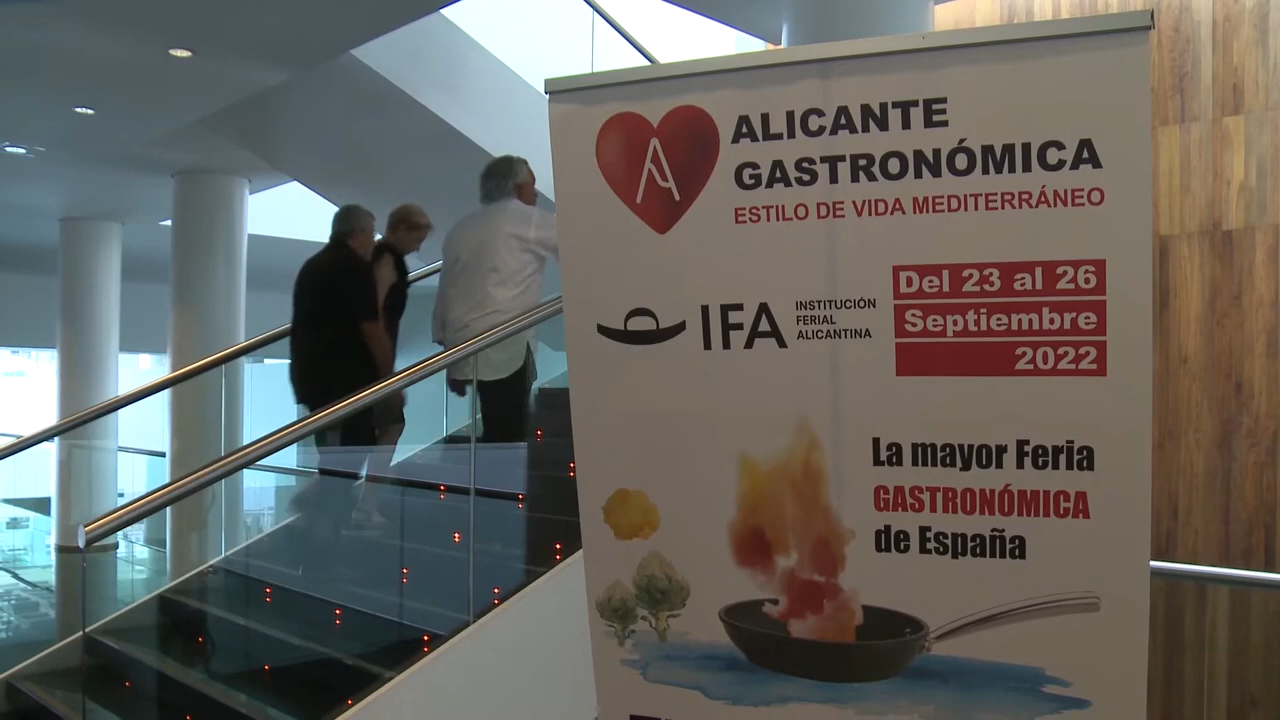 ALICANTE
GASTRONÓMICA
ESTILO DE VIDA MEDITERRÁNEO
IFA
INSTITUCIÓN
FERIAL
ALICANTINA
Del 23 al 26
Septiembre
2022
La mayor Feria
GASTRONÓMICA
de España